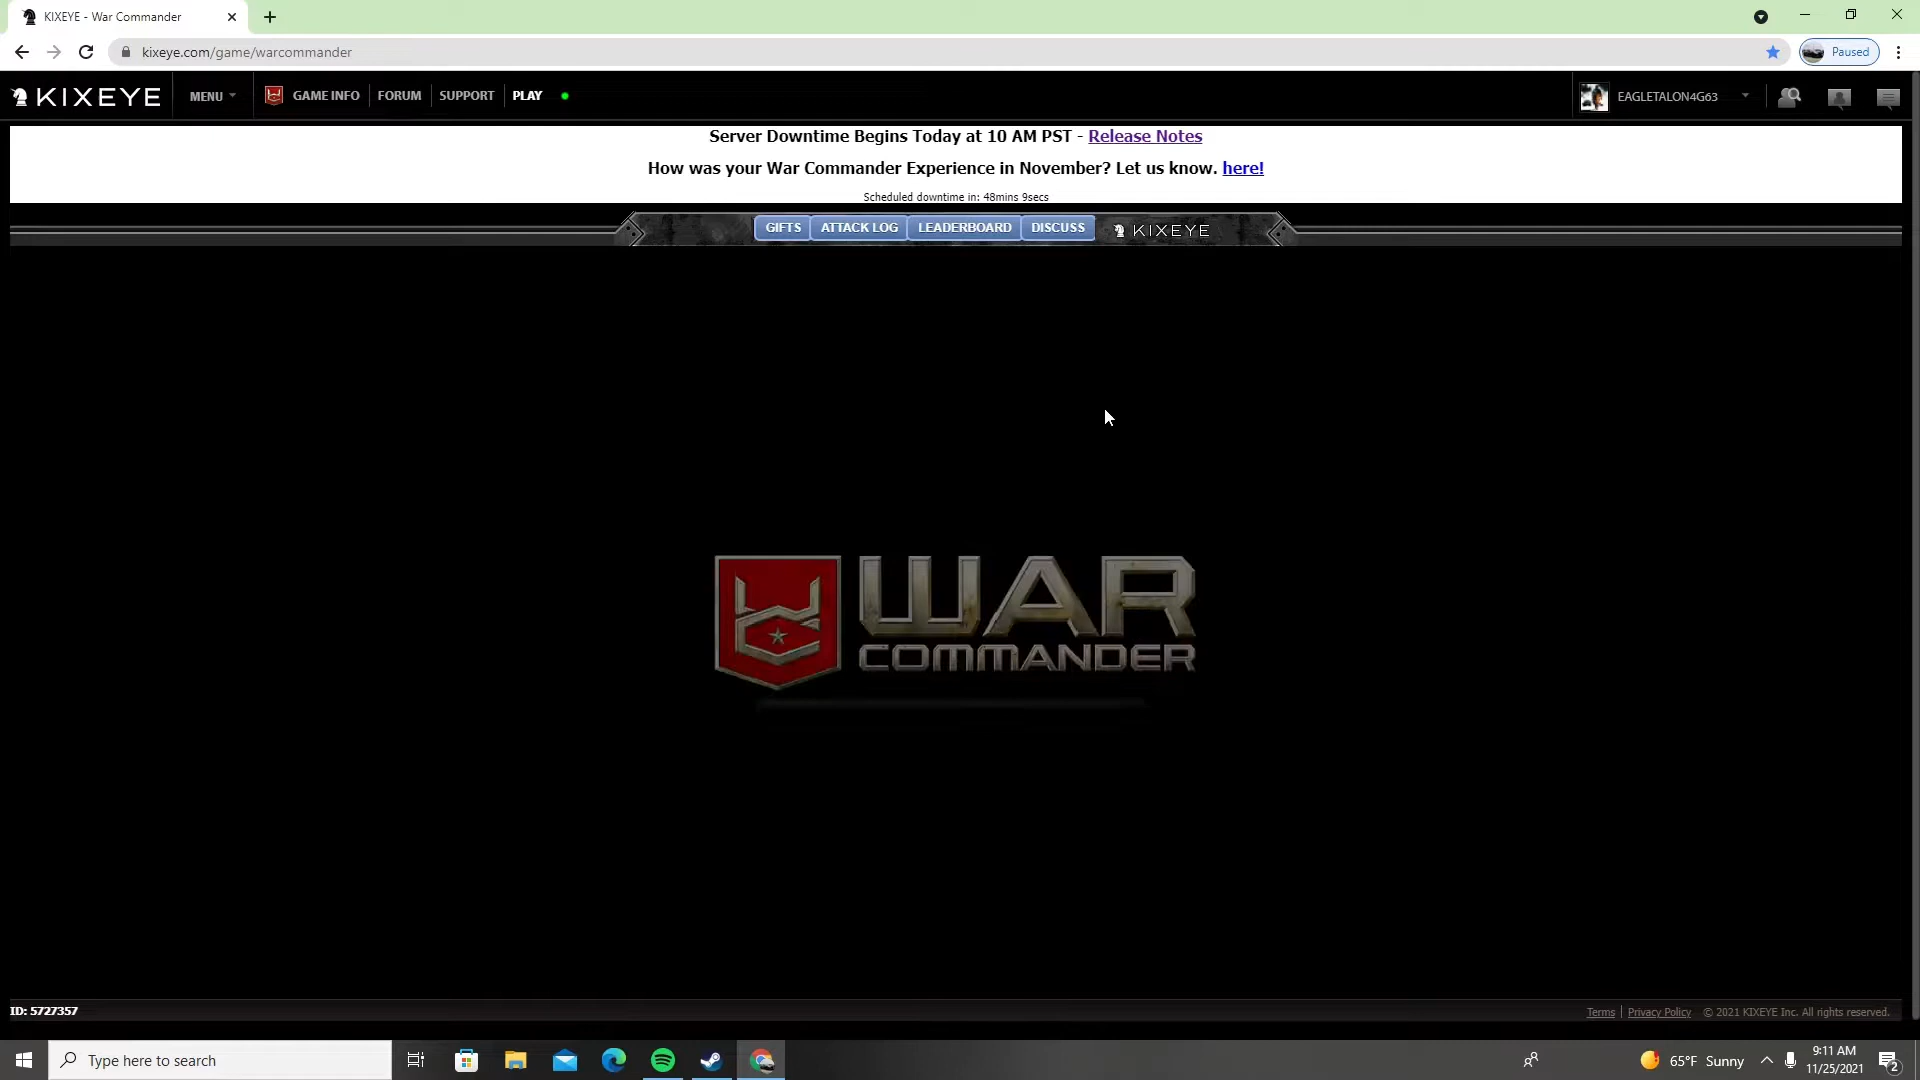 KIXEYE - War Commander
kixeye.com/game/warcommander
Paused
KIXEYE
MENU
GAME INFO
FORUM
SUPPORT
PLAY
EAGLETALON4G63
Server Downtime Begins Today at 10 AM PST - Release Notes
How was your War Commander Experience in November? Let us know. here!
Scheduled downtime in: 48mins 9secs
GIFTS
ATTACK LOG
LEADERBOARD
DISCUSS
KIXEYE
WAR
COMMANDER
ID: 5727357
Terms
Privacy Policy
© 2021 KIXEYE Inc. All rights reserved.
Type here to search
65°F Sunny
9:11 AM
11/25/2021
2